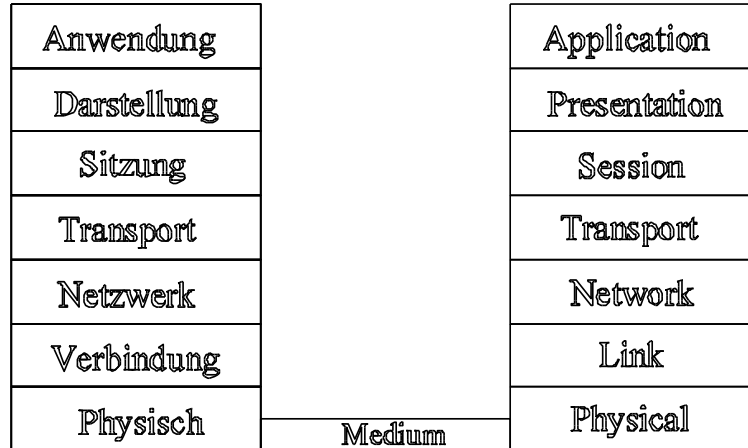 Anwendung
Darstellung
Sitzung
Transport
Netzwerk
Verbindung
Physisch
Medium
Application
Presentation
Session
Transport
Network
Link
Physical